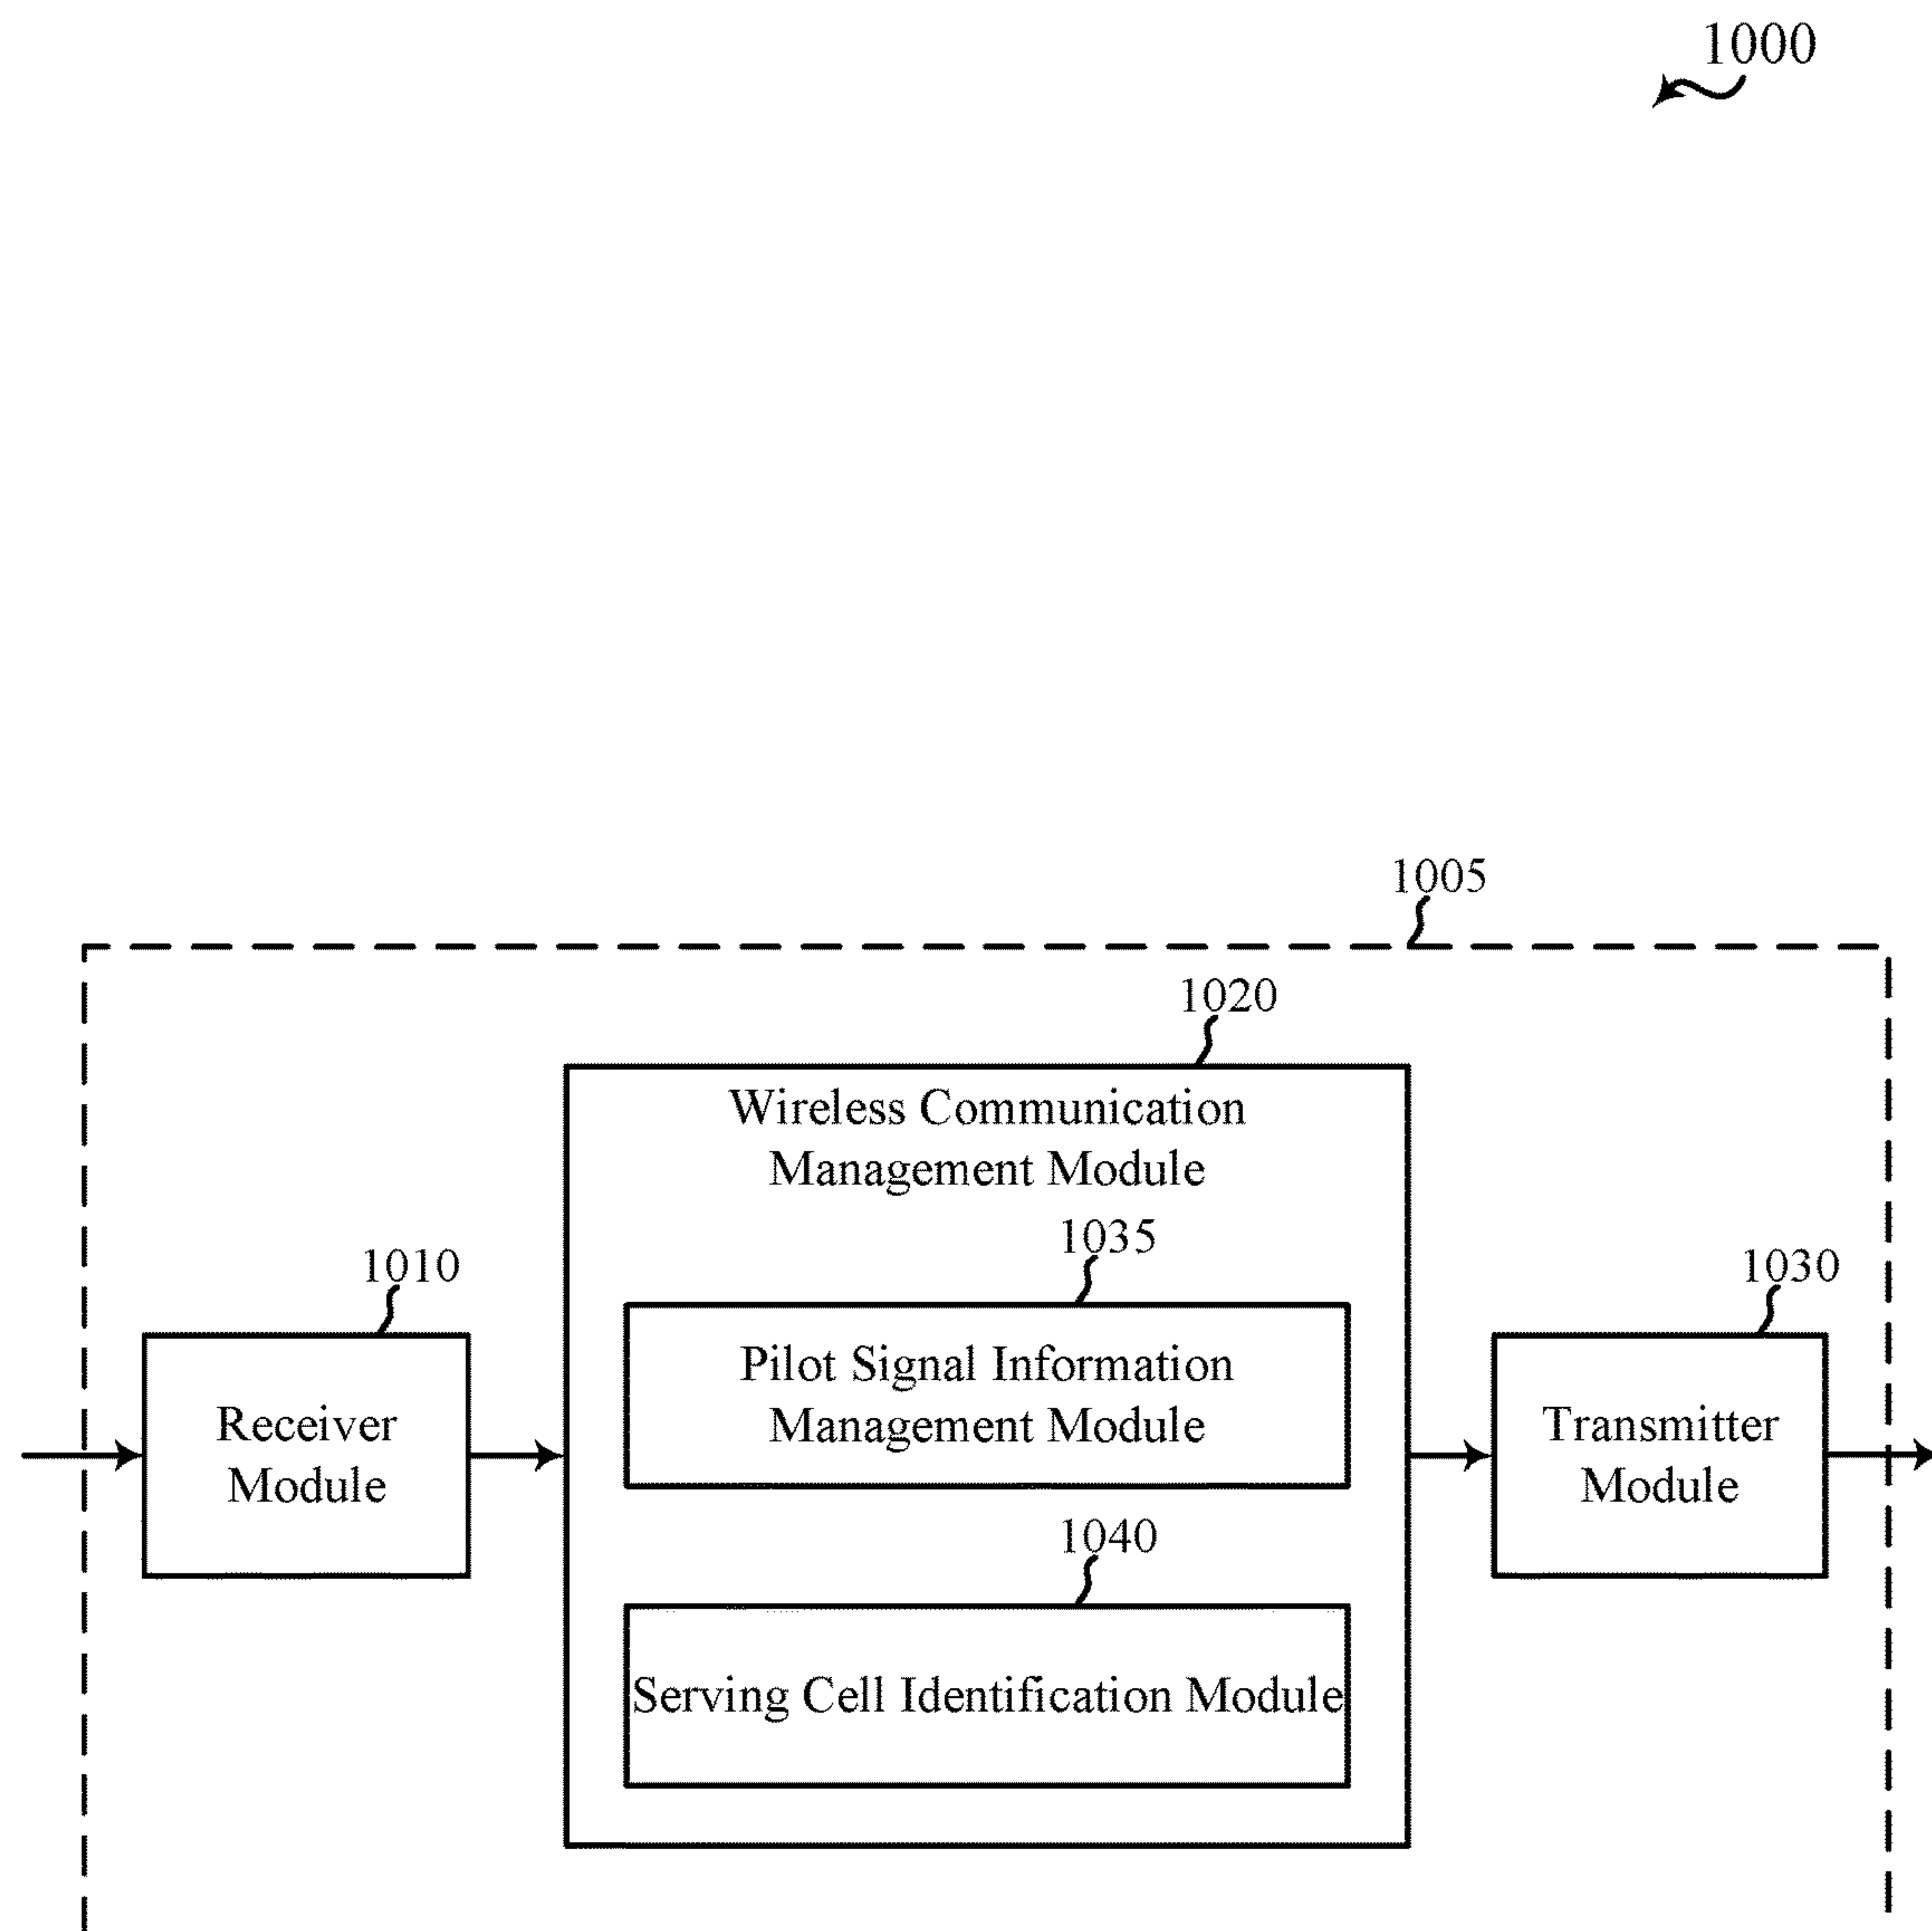 1000
1005
1020
Wireless Communication
Management Module
1035
1010
1030
Pilot Signal Information
Management Module
Receiver
Module
Transmitter
Module
1040
Serving Cell Identification Module